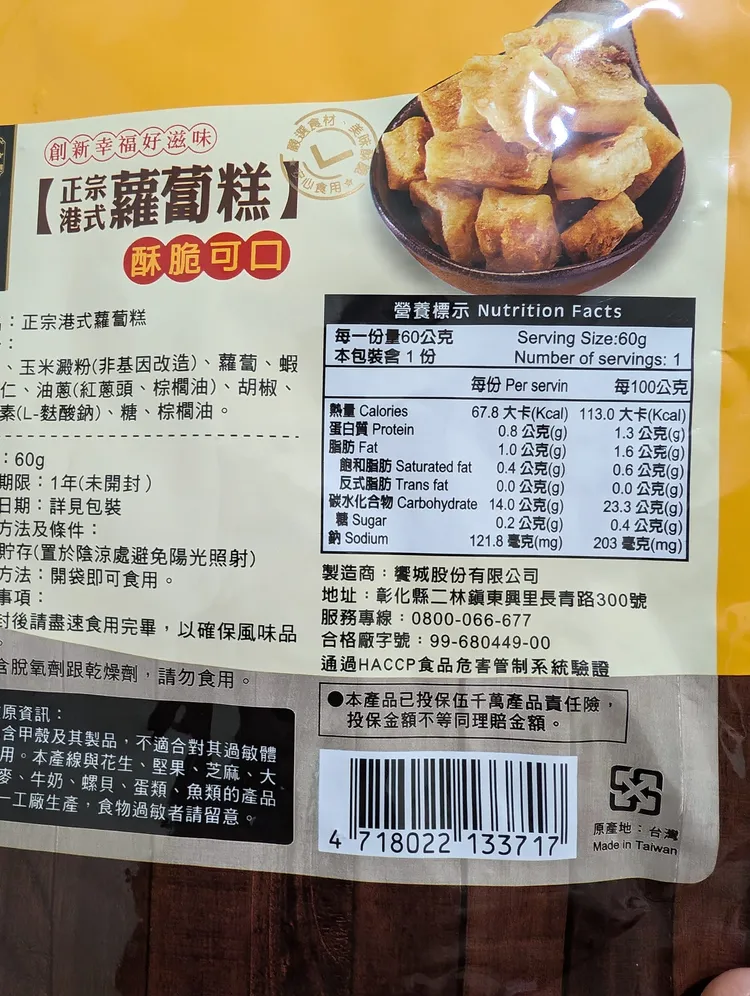 創新幸福好滋味
嚴選食材・美味
安心食用
【正宗港式蘿蔔糕】
酥脆可口
：正宗港式蘿蔔糕
：
、玉米澱粉(非基因改造)、蘿蔔、蝦
仁、油蔥(紅蔥頭、棕櫚油)、胡椒、
素(L-麩酸鈉)、糖、棕櫚油。
：60g
期限：1年(未開封)
日期：詳見包裝
方法及條件：
貯存(置於陰涼處避免陽光照射)
方法：開袋即可食用。
事項：
封後請盡速食用完畢，以確保風味品
。
含脫氧劑跟乾燥劑，請勿食用。
原資訊：
含甲殼及其製品，不適合對其過敏體
用。本產線與花生、堅果、芝麻、大
麥、牛奶、螺貝、蛋類、魚類的產品
一工廠生產，食物過敏者請留意。
營養標示 Nutrition Facts
每一份量60公克 Serving Size:60g
本包裝含 1 份 Number of servings: 1
每份 Per servin 每100公克
熱量 Calories 67.8 大卡(Kcal) 113.0 大卡(Kcal)
蛋白質 Protein 0.8 公克(g) 1.3 公克(g)
脂肪 Fat 1.0 公克(g) 1.6 公克(g)
飽和脂肪 Saturated fat 0.4 公克(g) 0.6 公克(g)
反式脂肪 Trans fat 0.0 公克(g) 0.0 公克(g)
碳水化合物 Carbohydrate 14.0 公克(g) 23.3 公克(g)
糖 Sugar 0.2 公克(g) 0.4 公克(g)
鈉 Sodium 121.8 毫克(mg) 203 毫克(mg)
製造商：饗城股份有限公司
地址：彰化縣二林鎮東興里長青路300號
服務專線：0800-066-677
合格廠字號：99-680449-00
通過HACCP食品危害管制系統驗證
●本產品已投保伍千萬產品責任險，
投保金額不等同理賠金額。
4 718022 133717
原產地：台灣
Made in Taiwan